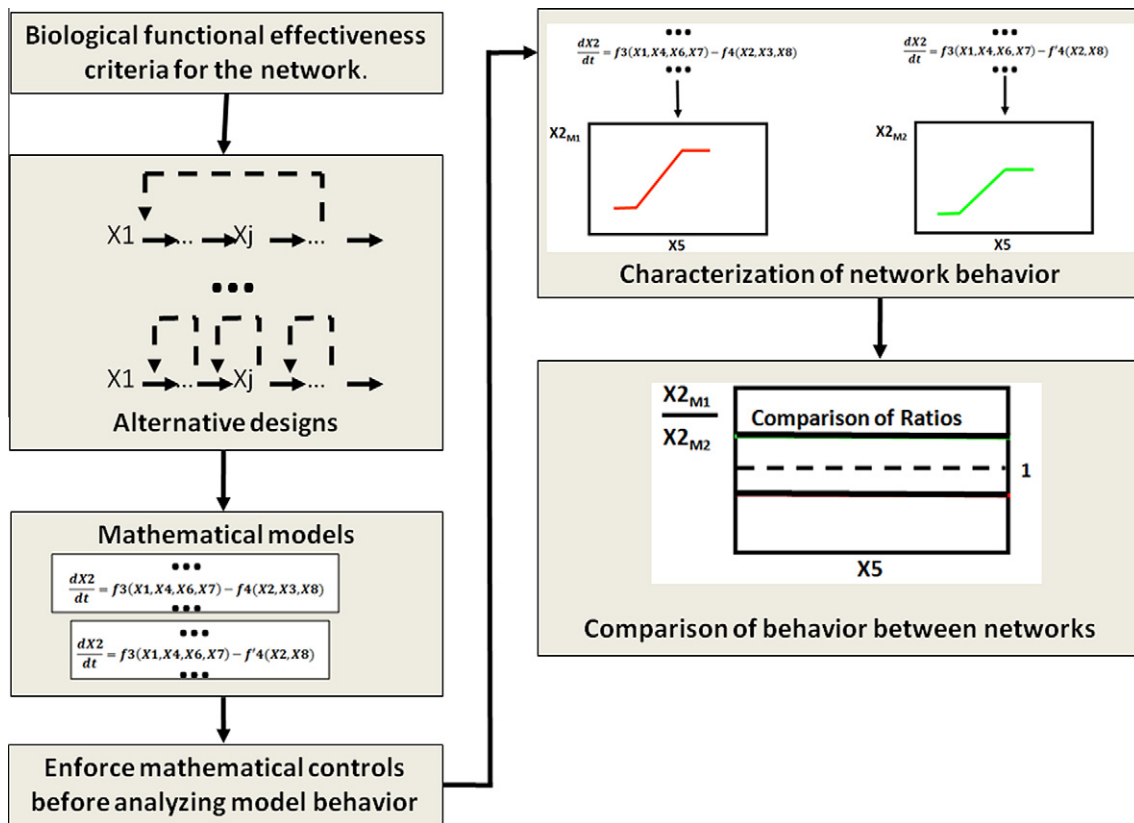 Biological functional effectiveness
criteria for the network.
X1 ... Xj ...
•••
X1 ... Xj ...
Alternative designs
Mathematical models
•••
dX2/dt = f3(X1,X4,X6,X7) − f4(X2,X3,X8)
•••
•••
dX2/dt = f3(X1,X4,X6,X7) − f'4(X2,X8)
•••
Enforce mathematical controls
before analyzing model behavior
•••
dX2/dt = f3(X1,X4,X6,X7) − f4(X2,X3,X8)
•••
X2M1
X5
•••
dX2/dt = f3(X1,X4,X6,X7) − f'4(X2,X8)
•••
X2M2
X5
Characterization of network behavior
X2M1
X2M2
Comparison of Ratios
1
X5
Comparison of behavior between networks